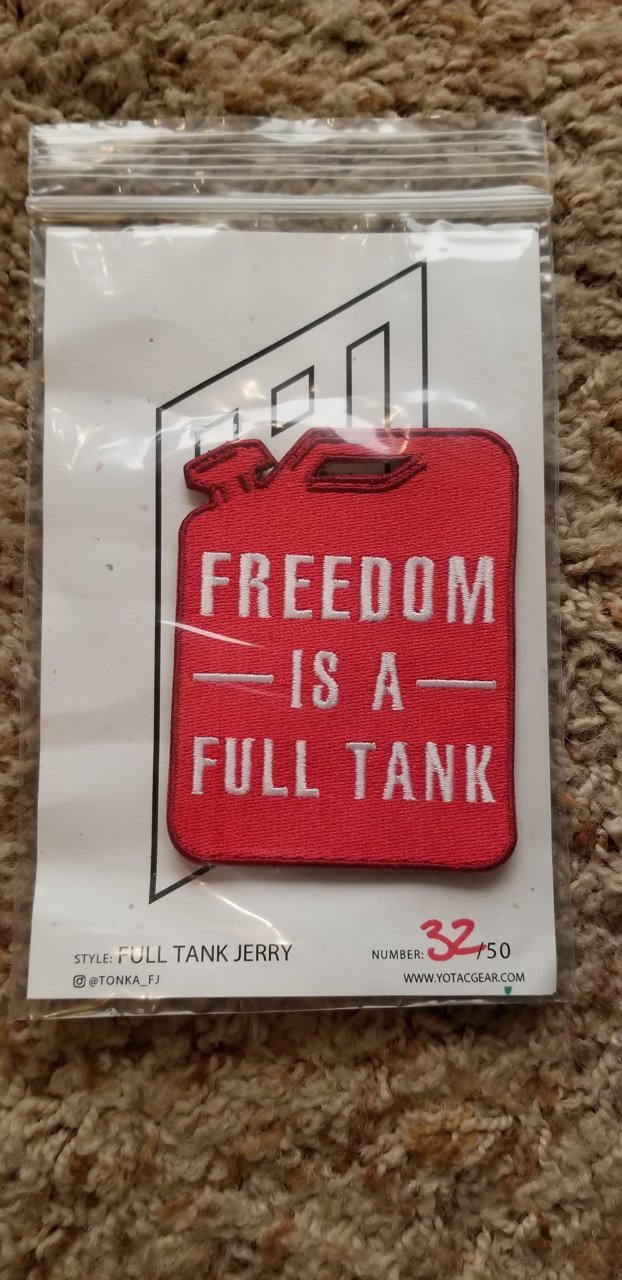 FREEDOM
— IS A —
FULL TANK
STYLE: FULL TANK JERRY
NUMBER: 32/50
@TONKA_FJ
WWW.YOTACGEAR.COM